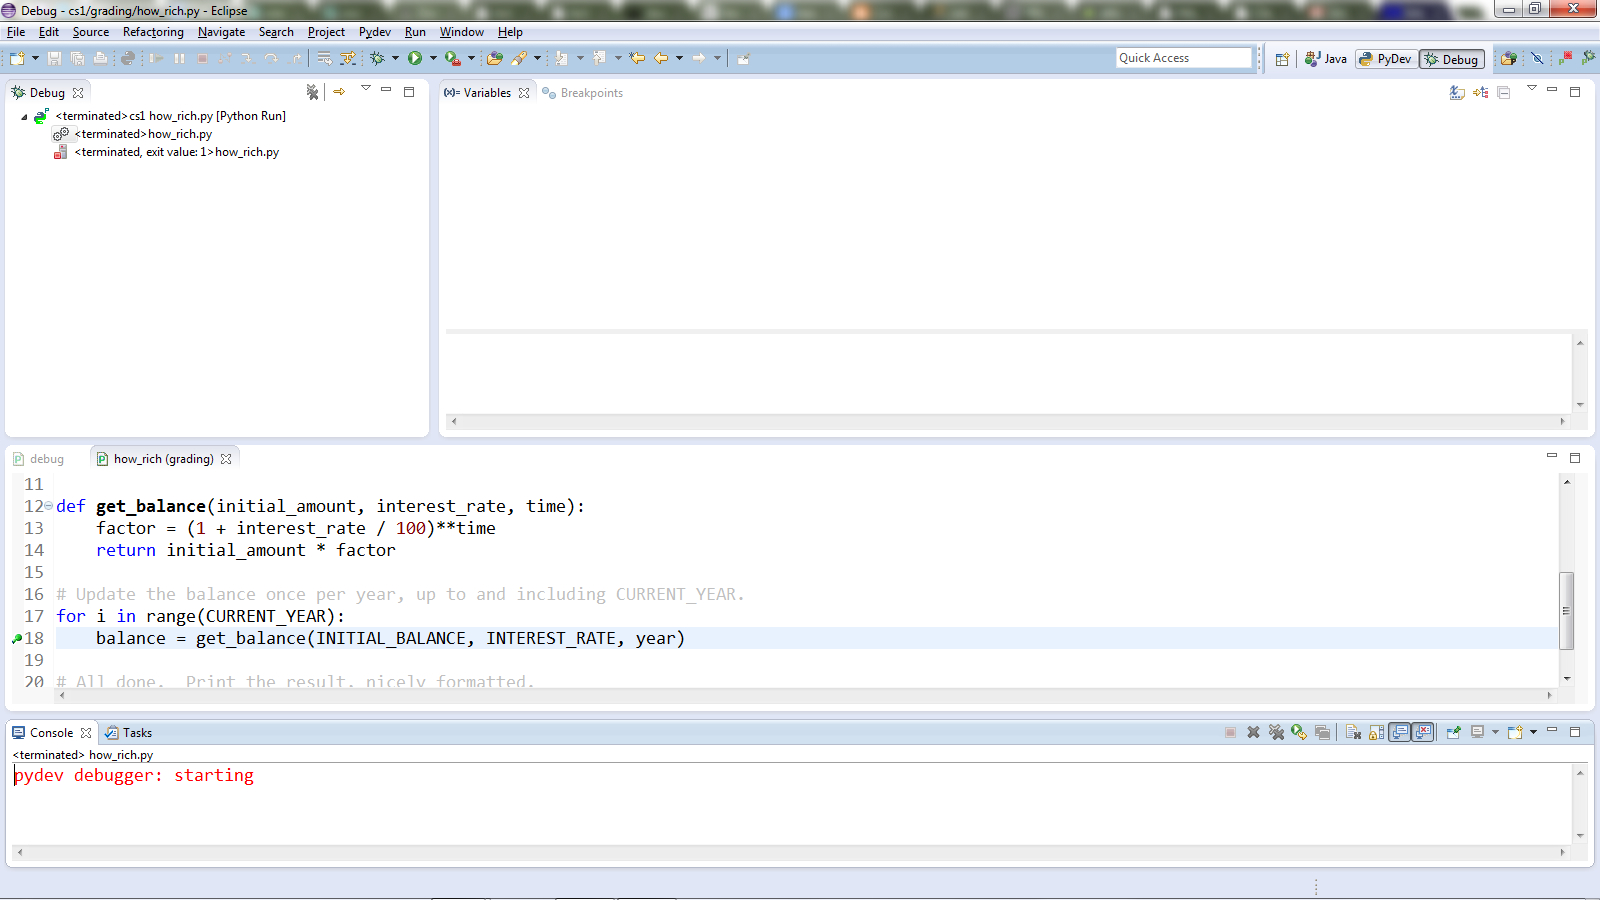 Debug - cs1/grading/how_rich.py - Eclipse
File Edit Source Refactoring Navigate Search Project Pydev Run Window Help
Quick Access
Java PyDev Debug
Debug
<terminated>cs1 how_rich.py [Python Run]
<terminated>how_rich.py
<terminated, exit value: 1>how_rich.py
(x)= Variables Breakpoints
debug how_rich (grading)
11
12 def get_balance(initial_amount, interest_rate, time):
13     factor = (1 + interest_rate / 100)**time
14     return initial_amount * factor
15
16 # Update the balance once per year, up to and including CURRENT_YEAR.
17 for i in range(CURRENT_YEAR):
18     balance = get_balance(INITIAL_BALANCE, INTEREST_RATE, year)
19
20 # All done.  Print the result, nicely formatted.
Console Tasks
<terminated> how_rich.py
pydev debugger: starting